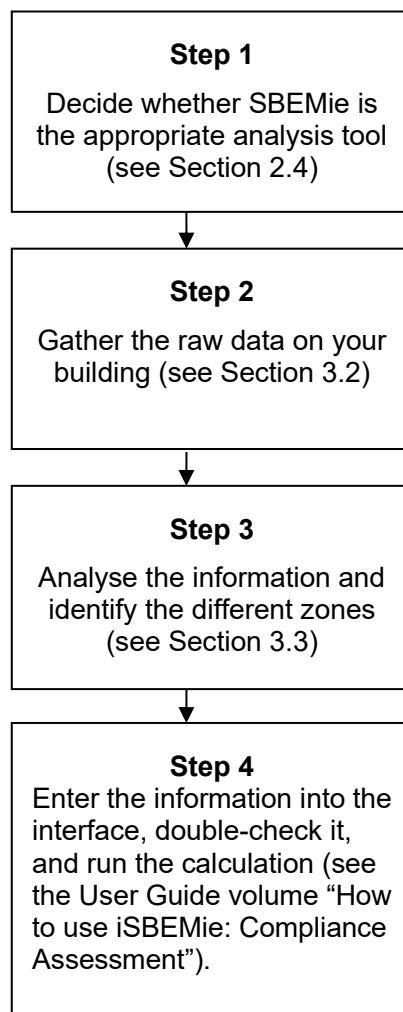 Step 1
Decide whether SBEMie is
the appropriate analysis tool
(see Section 2.4)
Step 2
Gather the raw data on your
building (see Section 3.2)
Step 3
Analyse the information and
identify the different zones
(see Section 3.3)
Step 4
Enter the information into the
interface, double-check it,
and run the calculation (see
the User Guide volume “How
to use iSBEMie: Compliance
Assessment”).